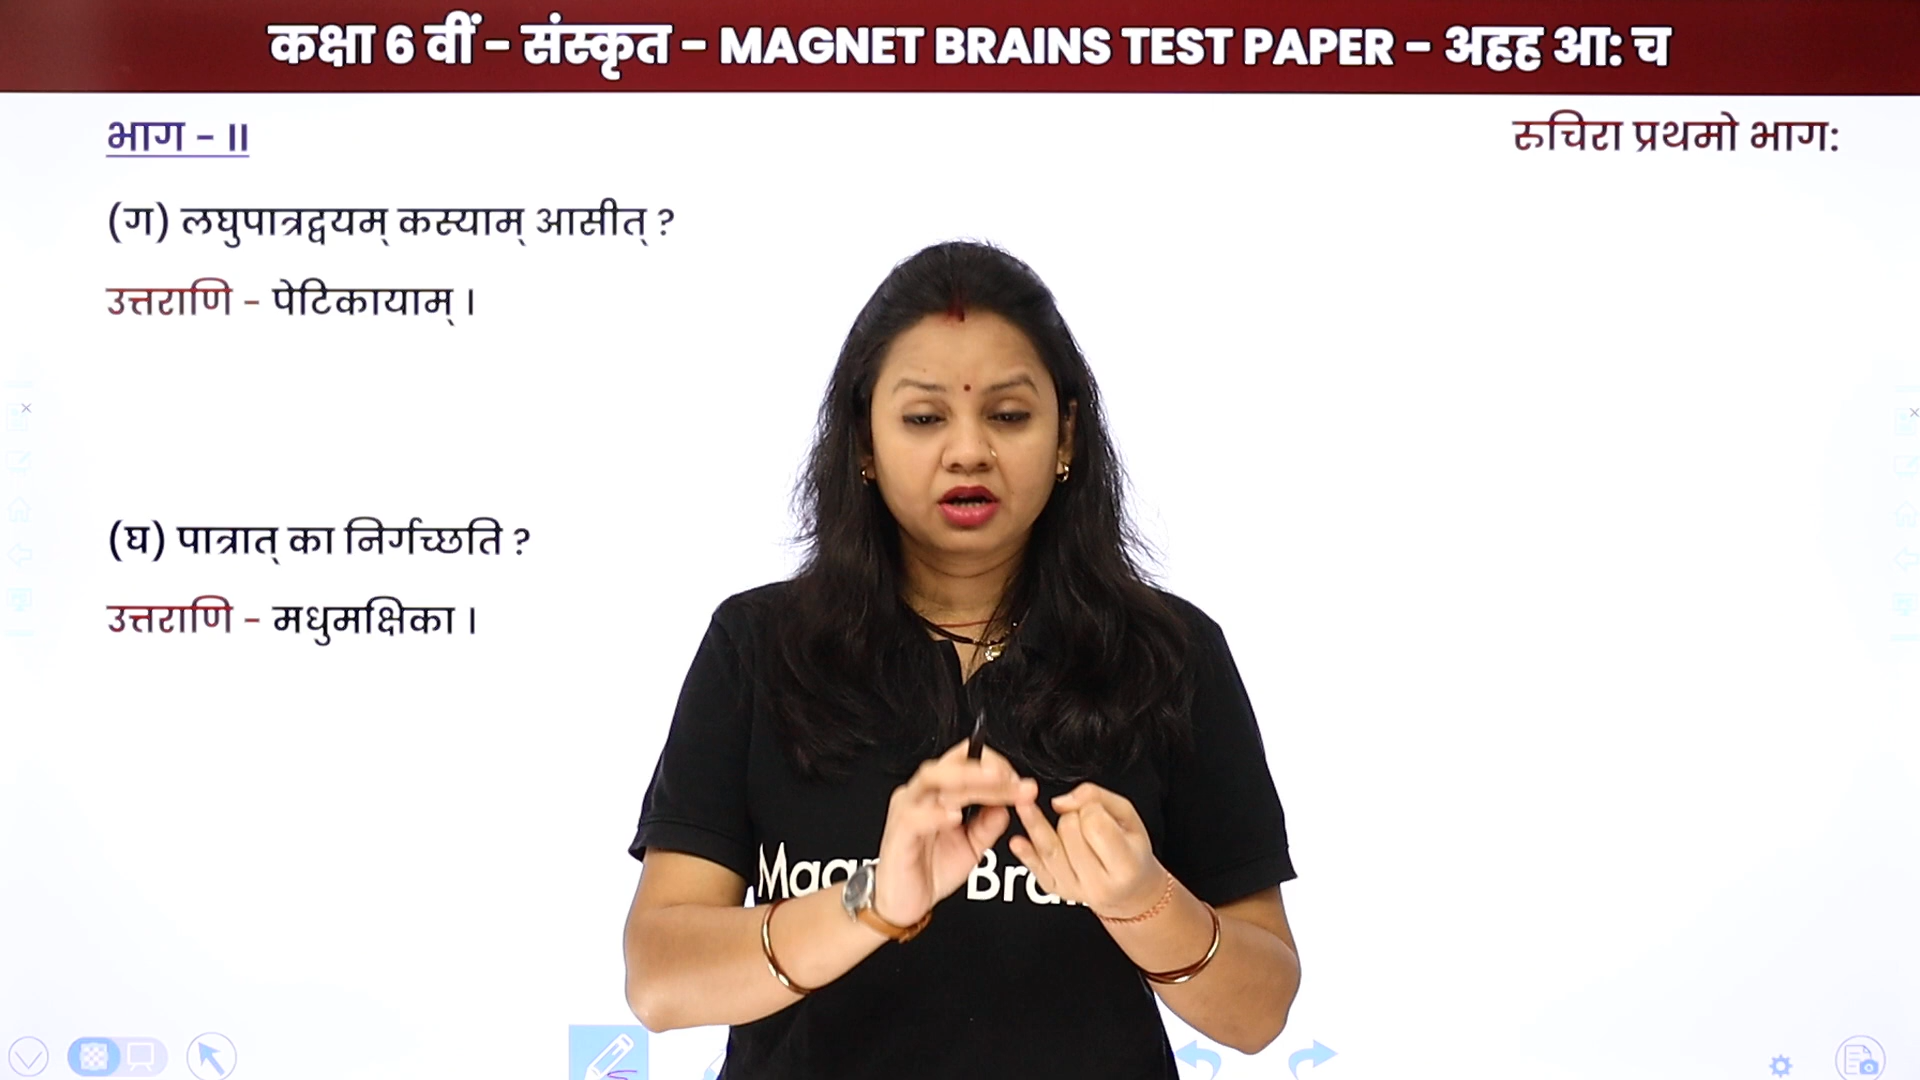 कक्षा 6 वीं - संस्कृत - MAGNET BRAINS TEST PAPER - अहह आ: च
भाग - II
रुचिरा प्रथमो भाग:
(ग) लघुपात्रद्वयम् कस्याम् आसीत् ?
उत्तराणि - पेटिकायाम् ।
(घ) पात्रात् का निर्गच्छति ?
उत्तराणि - मधुमक्षिका ।